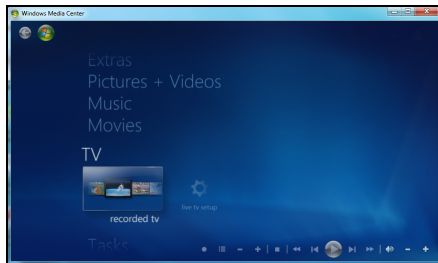 Windows Media Center
Extras
Pictures + Videos
Music
Movies
TV
recorded tv
live tv setup
Tasks